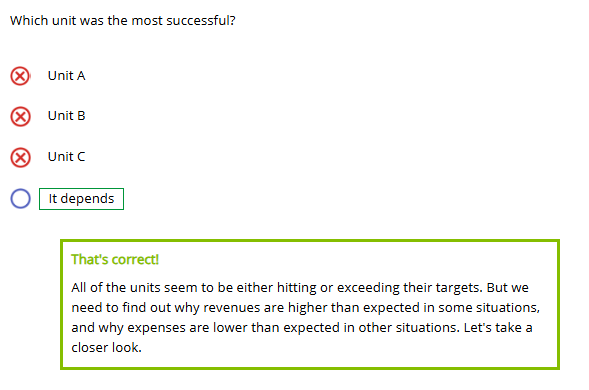 Which unit was the most successful?
Unit A
Unit B
Unit C
It depends
That's correct!
All of the units seem to be either hitting or exceeding their targets. But we
need to find out why revenues are higher than expected in some situations,
and why expenses are lower than expected in other situations. Let's take a
closer look.